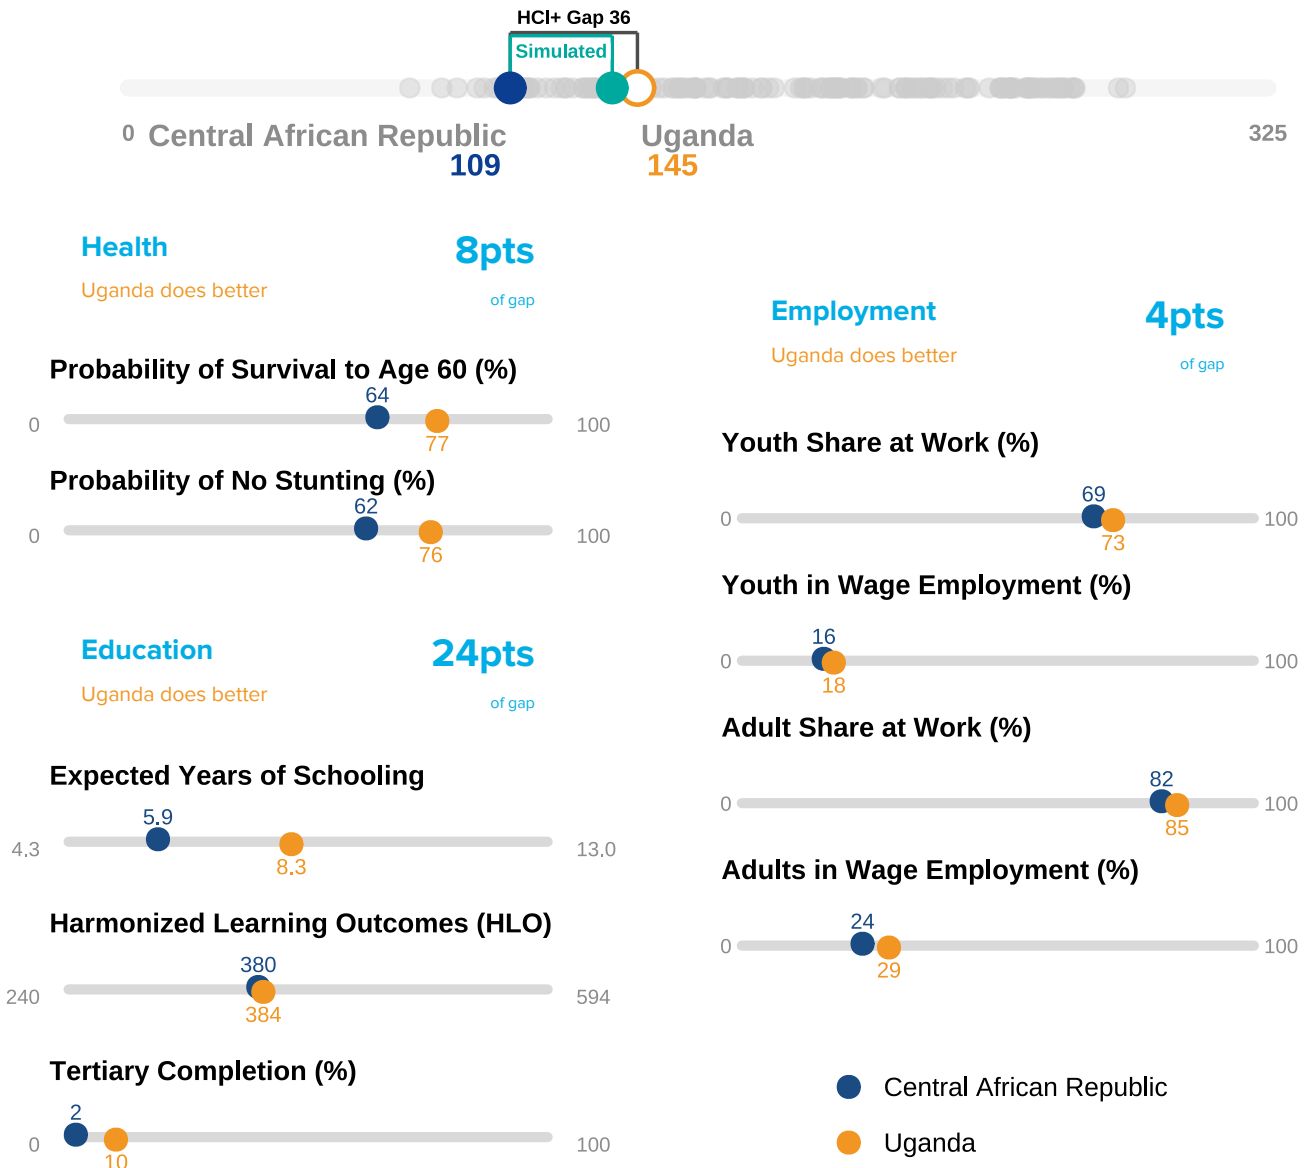 HCI+ Gap 36
Simulated
0 Central African Republic Uganda 325
109 145
Health 8pts
Uganda does better of gap
Probability of Survival to Age 60 (%)
64
0 100
77
Probability of No Stunting (%)
62
0 100
76
Education 24pts
Uganda does better of gap
Expected Years of Schooling
5.9
4.3 13.0
8.3
Harmonized Learning Outcomes (HLO)
380
240 594
384
Tertiary Completion (%)
2
0 100
10
Employment 4pts
Uganda does better of gap
Youth Share at Work (%)
69
0 100
73
Youth in Wage Employment (%)
16
0 100
18
Adult Share at Work (%)
82
0 100
85
Adults in Wage Employment (%)
24
0 100
29
Central African Republic
Uganda